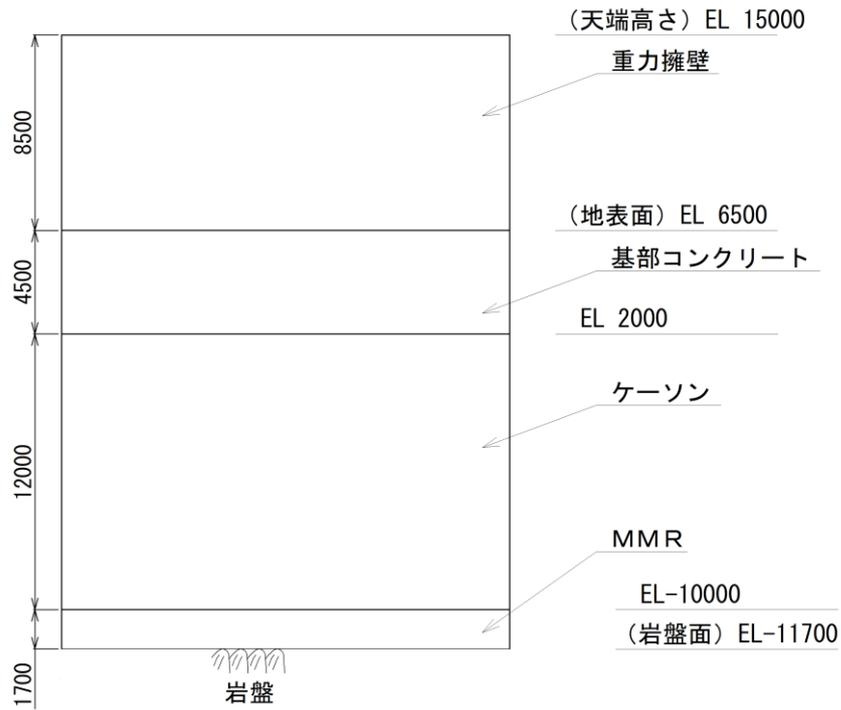 （天端高さ）EL 15000
重力擁壁
8500
（地表面）EL 6500
基部コンクリート
4500
EL 2000
ケーソン
12000
ＭＭＲ
EL-10000
（岩盤面）EL-11700
1700
岩盤